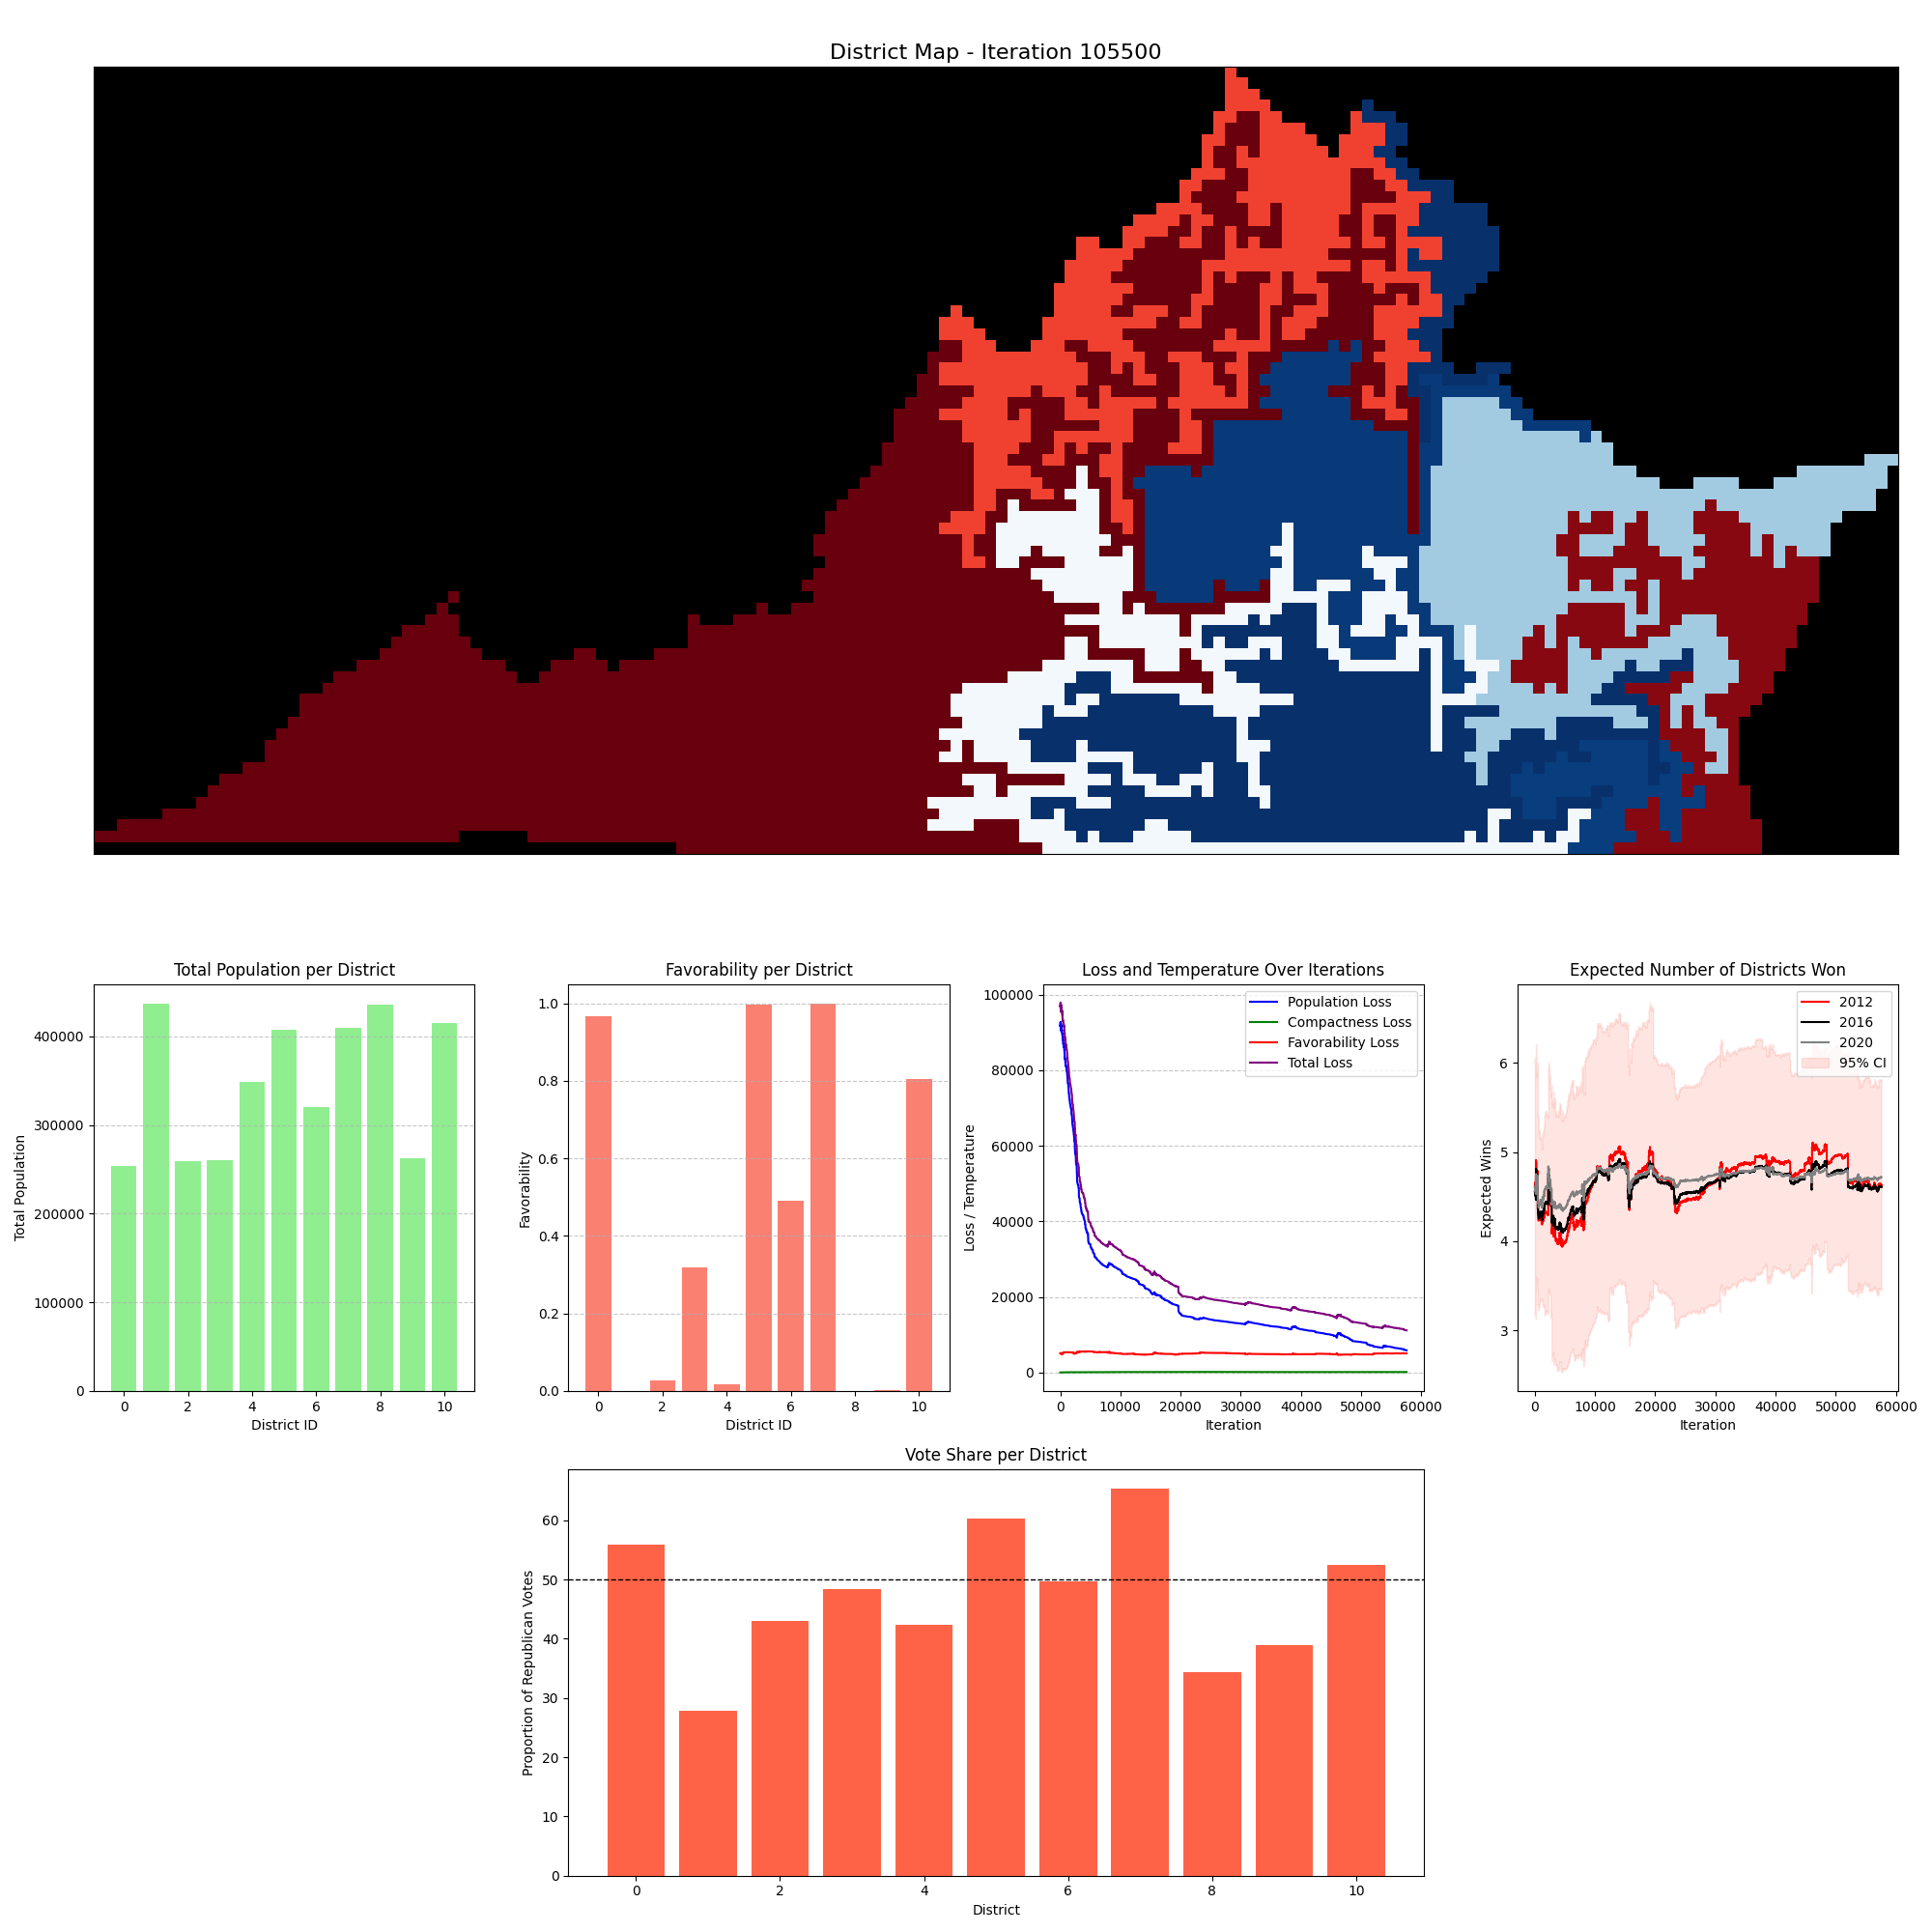 District Map - Iteration 105500
Total Population per District
Total Population
400000
300000
200000
100000
0
0 2 4 6 8 10
District ID
Favorability per District
Favorability
1.0
0.8
0.6
0.4
0.2
0.0
0 2 4 6 8 10
District ID
Loss and Temperature Over Iterations
Loss / Temperature
100000
80000
60000
40000
20000
0
Population Loss
Compactness Loss
Favorability Loss
Total Loss
0 10000 20000 30000 40000 50000 60000
Iteration
Expected Number of Districts Won
Expected Wins
6
5
4
3
2012
2016
2020
95% CI
0 10000 20000 30000 40000 50000 60000
Iteration
Vote Share per District
Proportion of Republican Votes
60
50
40
30
20
10
0
0 2 4 6 8 10
District